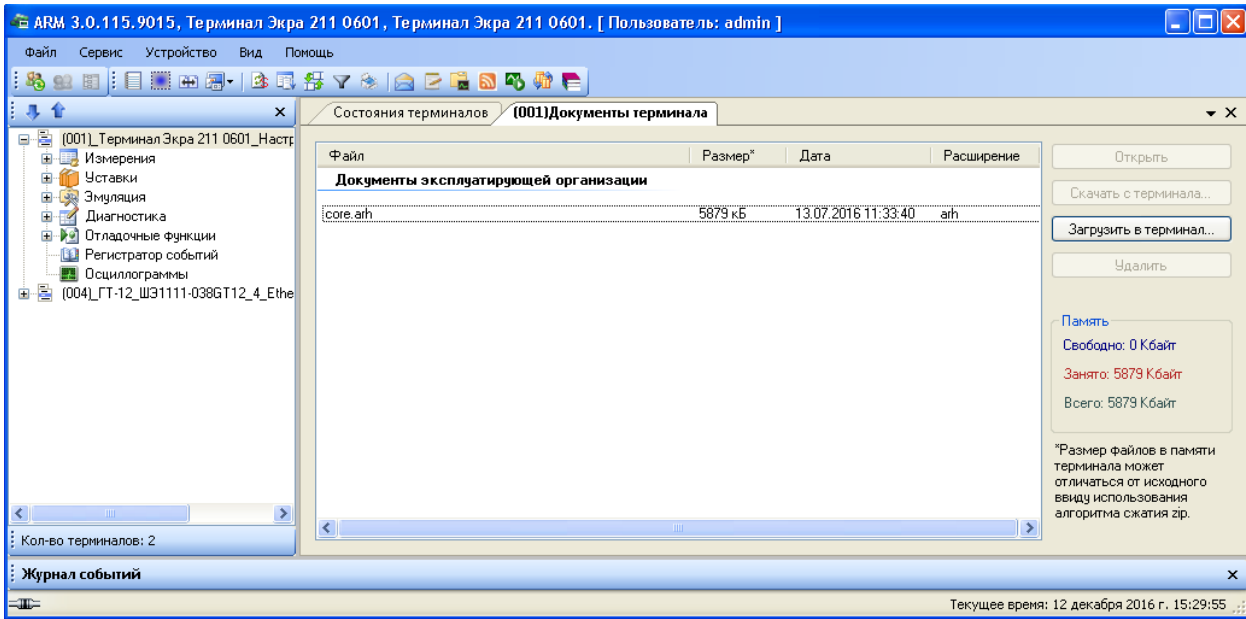 ARM 3.0.115.9015, Терминал Экра 211 0601, Терминал Экра 211 0601. [ Пользователь: admin ]
Файл Сервис Устройство Вид Помощь
Состояния терминалов (001)Документы терминала
(001)_Терминал Экра 211 0601_Настр
Измерения
Уставки
Эмуляция
Диагностика
Отладочные функции
Регистратор событий
Осциллограммы
(004)_ГТ-12_ШЭ1111-038GT12_4_Ethe
Кол-во терминалов: 2
Файл Размер* Дата Расширение
Документы эксплуатирующей организации
core.arh 5879 кБ 13.07.2016 11:33:40 arh
Открыть
Скачать с терминала...
Загрузить в терминал...
Удалить
Память
Свободно: 0 Кбайт
Занято: 5879 Кбайт
Всего: 5879 Кбайт
*Размер файлов в памяти
терминала может
отличаться от исходного
ввиду использования
алгоритма сжатия zip.
Журнал событий
Текущее время: 12 декабря 2016 г. 15:29:55